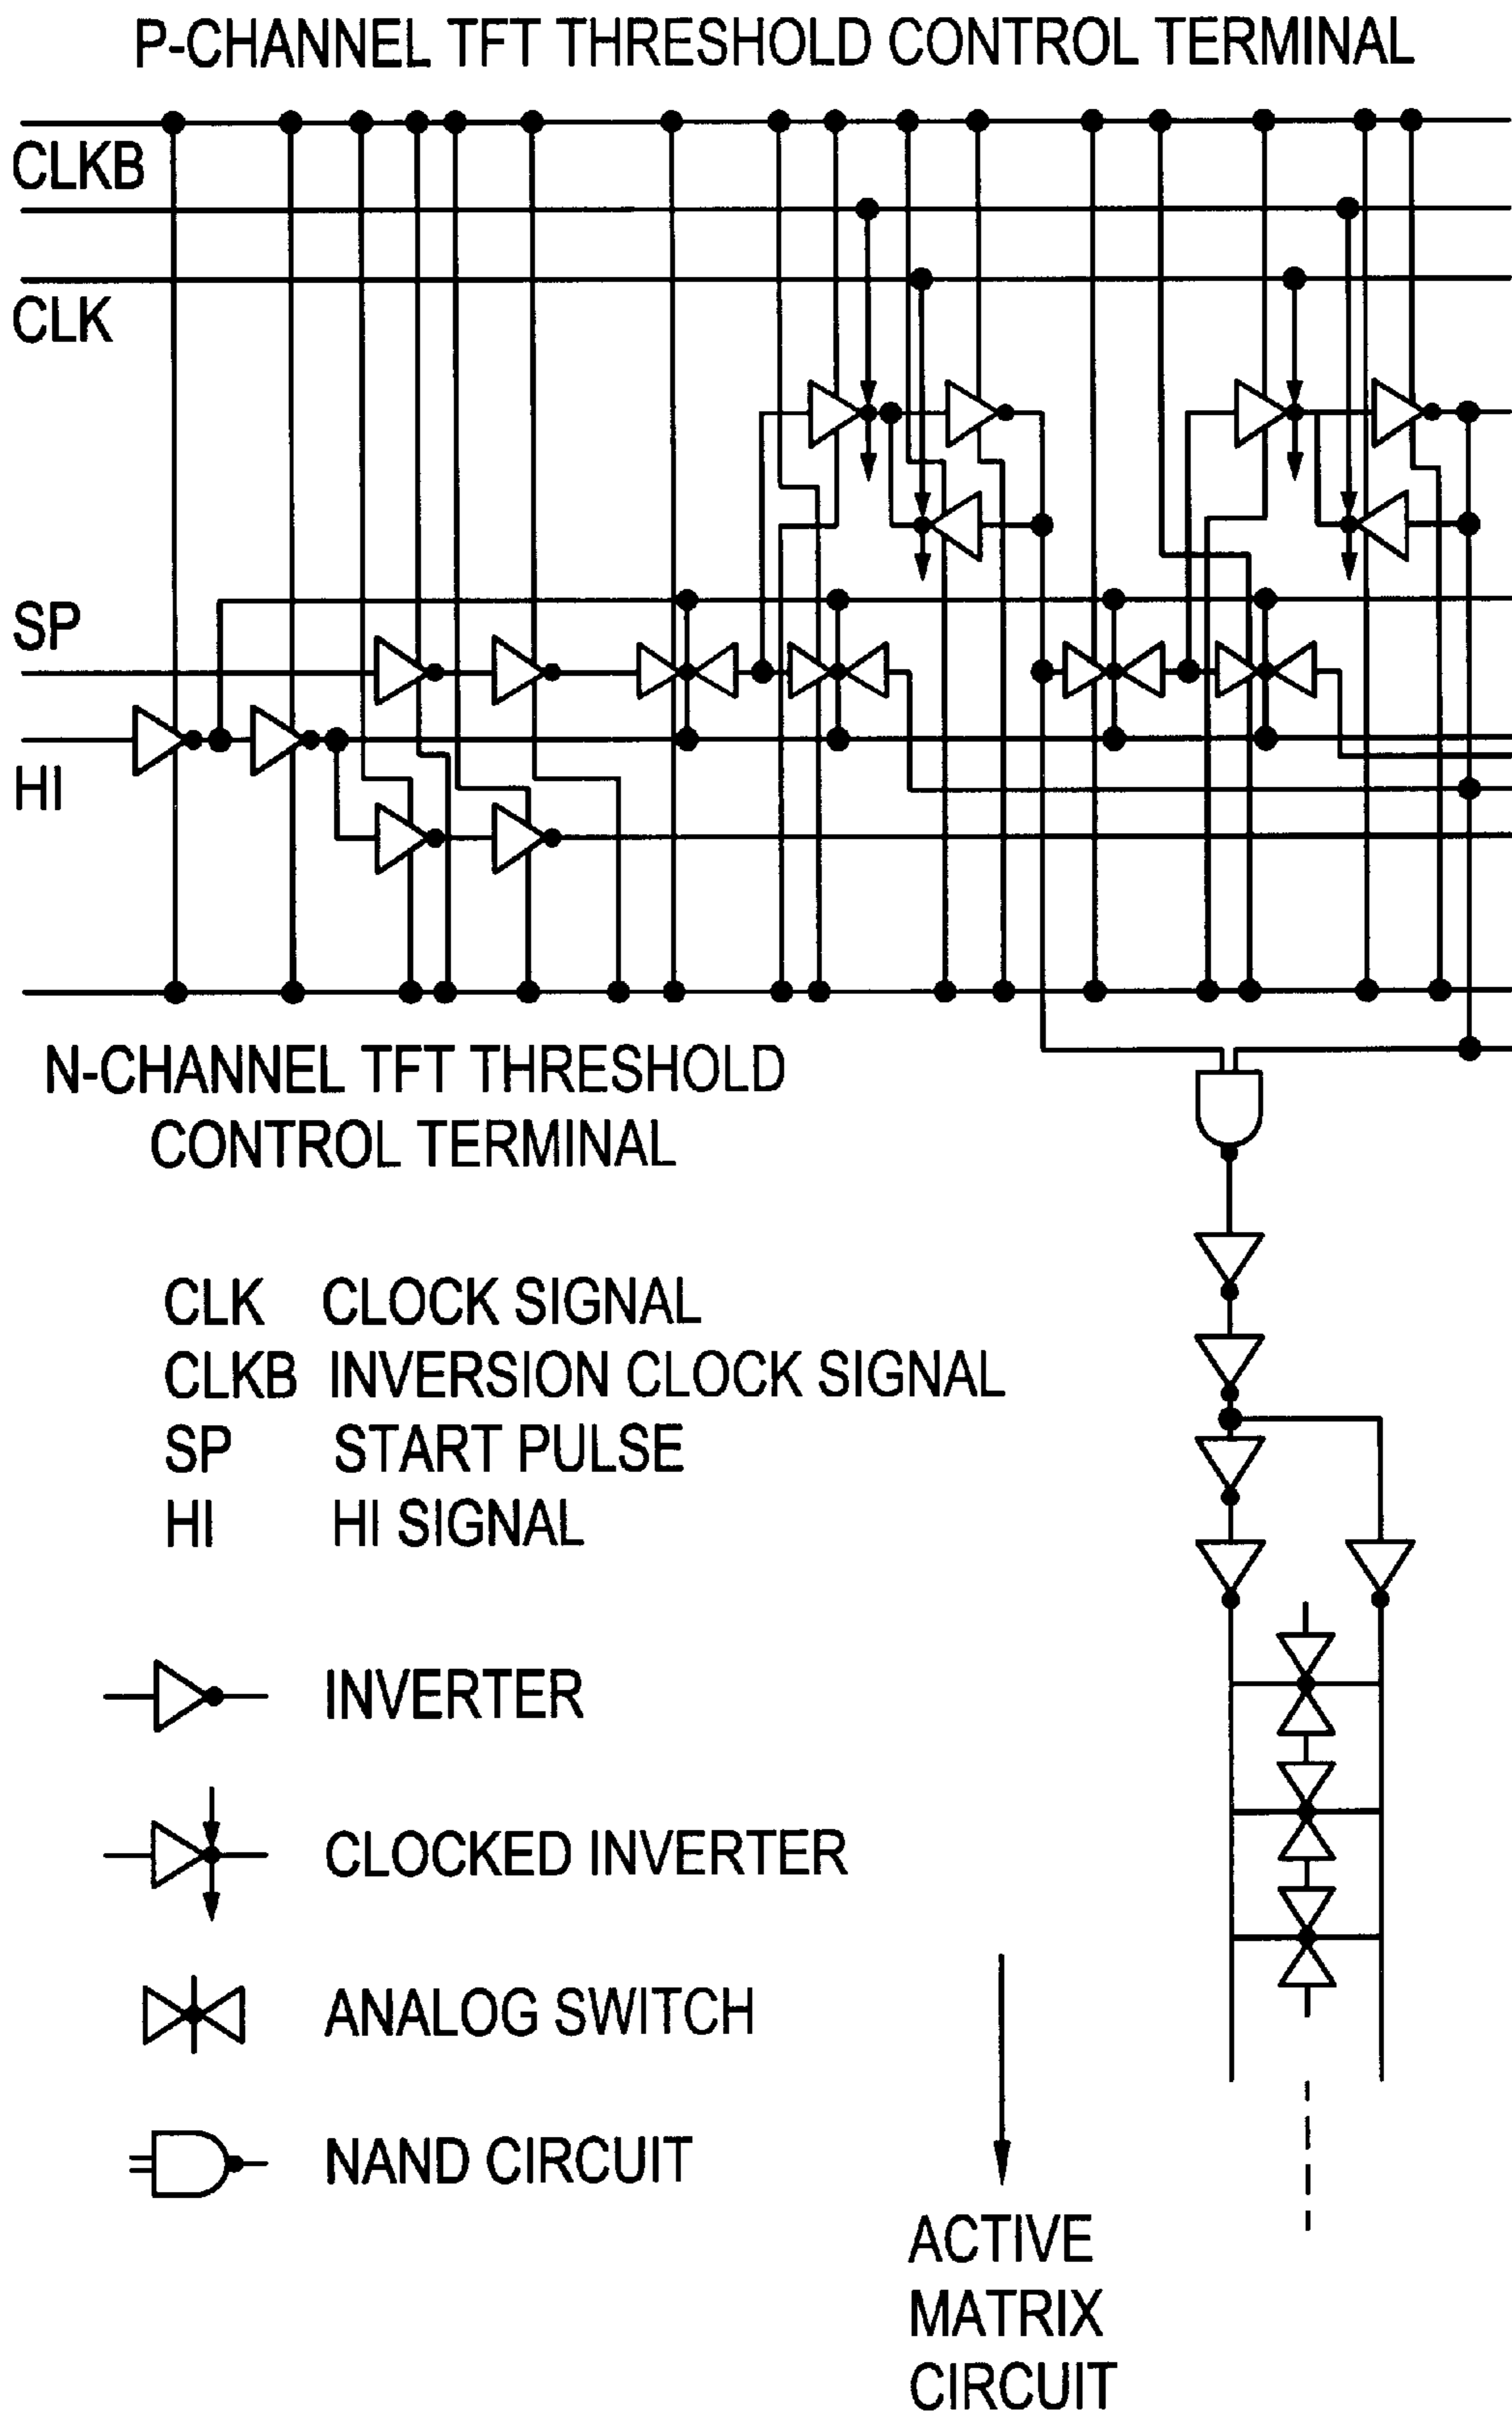 P-CHANNEL TFT THRESHOLD CONTROL TERMINAL
CLKB
CLK
SP
HI
N-CHANNEL TFT THRESHOLD
CONTROL TERMINAL
CLK CLOCK SIGNAL
CLKB INVERSION CLOCK SIGNAL
SP START PULSE
HI HI SIGNAL
INVERTER
CLOCKED INVERTER
ANALOG SWITCH
NAND CIRCUIT
ACTIVE
MATRIX
CIRCUIT